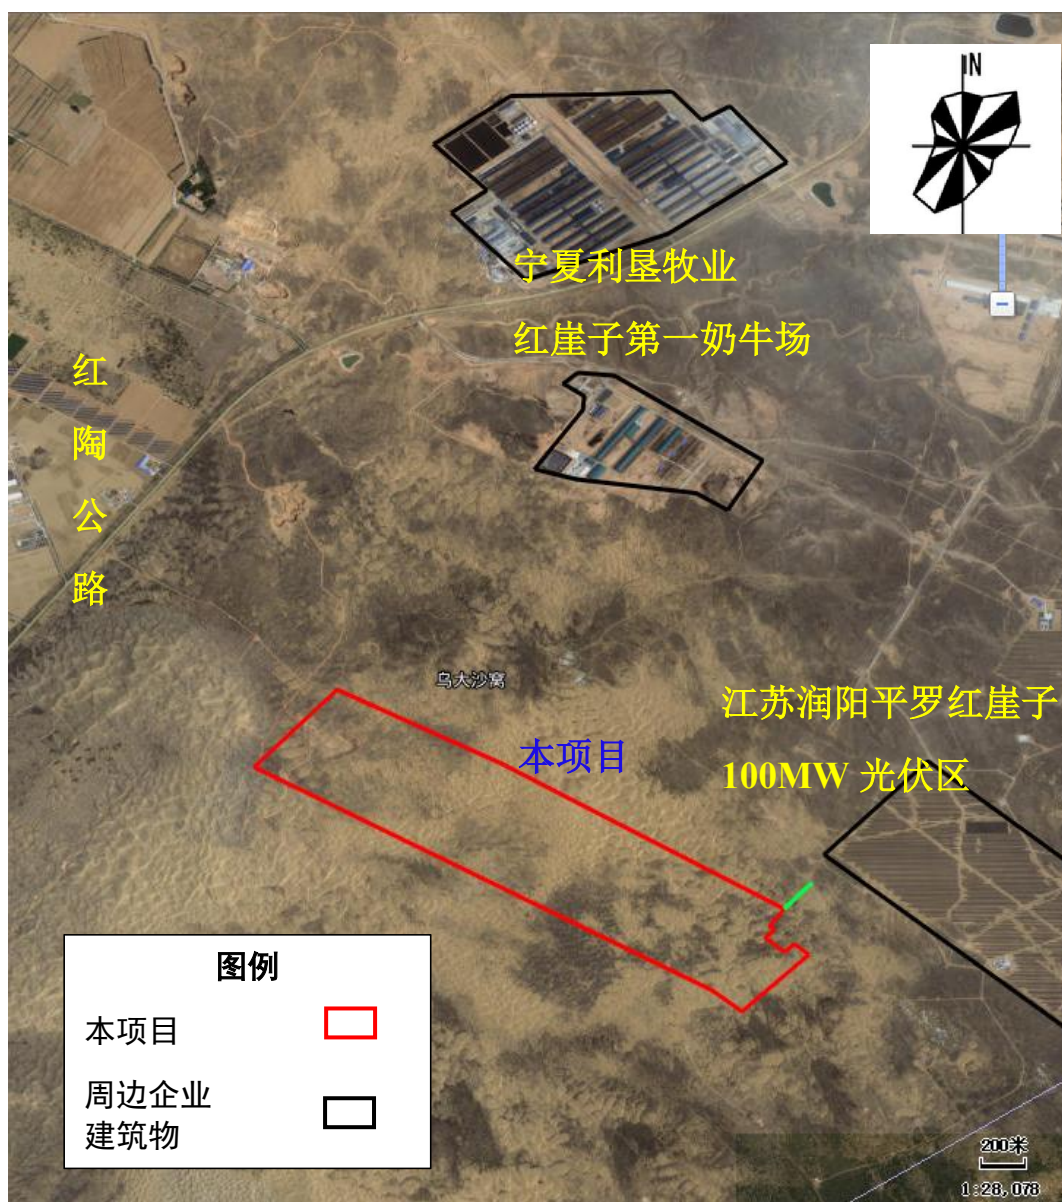 N
宁夏利垦牧业
红崖子第一奶牛场
红
陶
公
路
乌大沙窝
本项目
江苏润阳平罗红崖子
100MW 光伏区
图例
本项目
周边企业
建筑物
200米
1:28,078